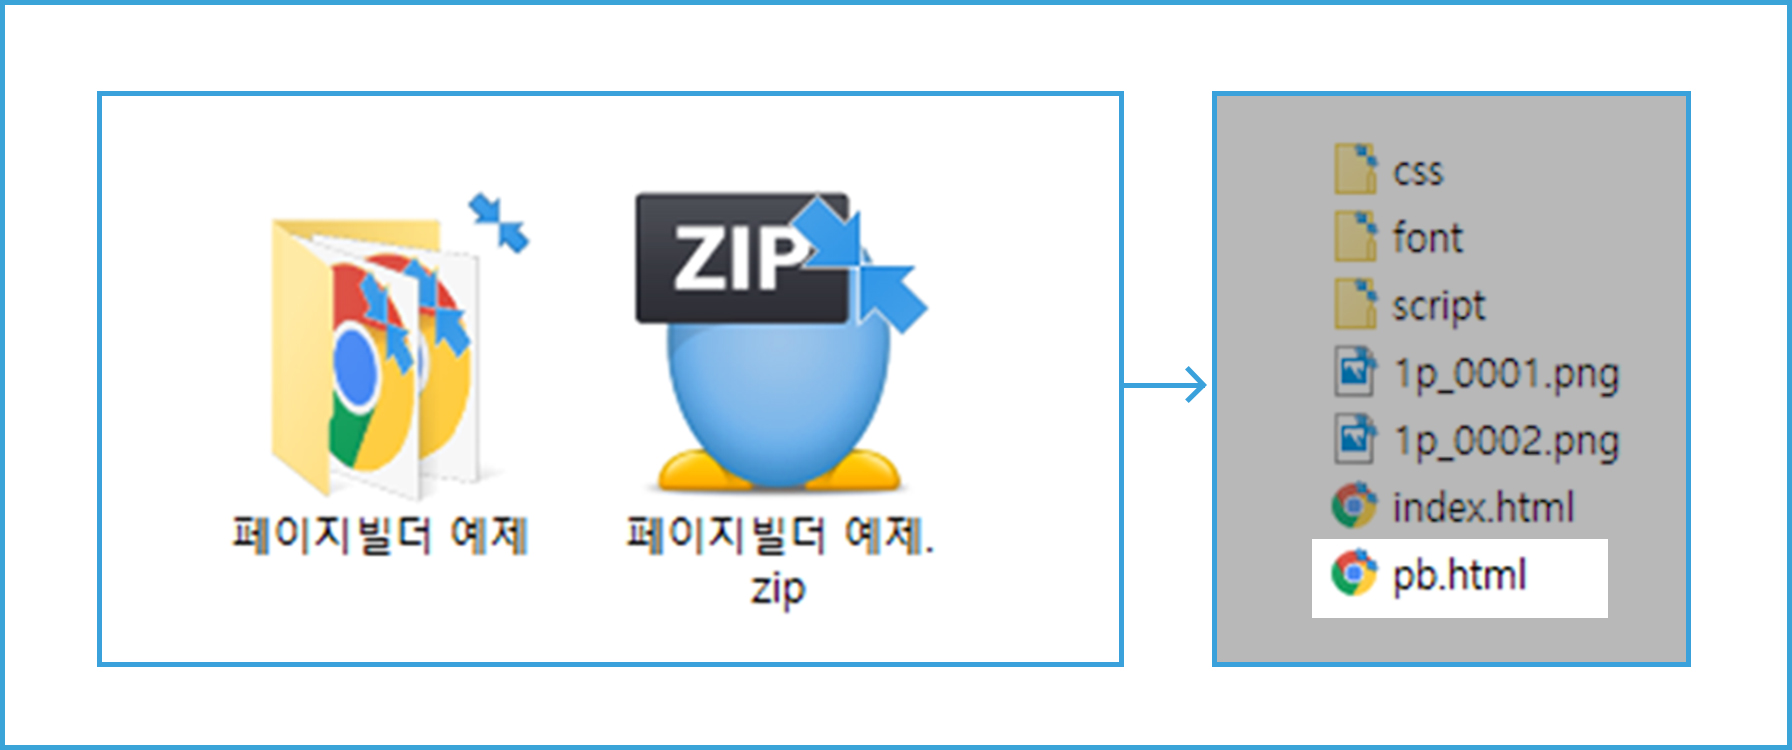 ZIP
페이지빌더 예제
페이지빌더 예제.
zip
css
font
script
1p_0001.png
1p_0002.png
index.html
pb.html